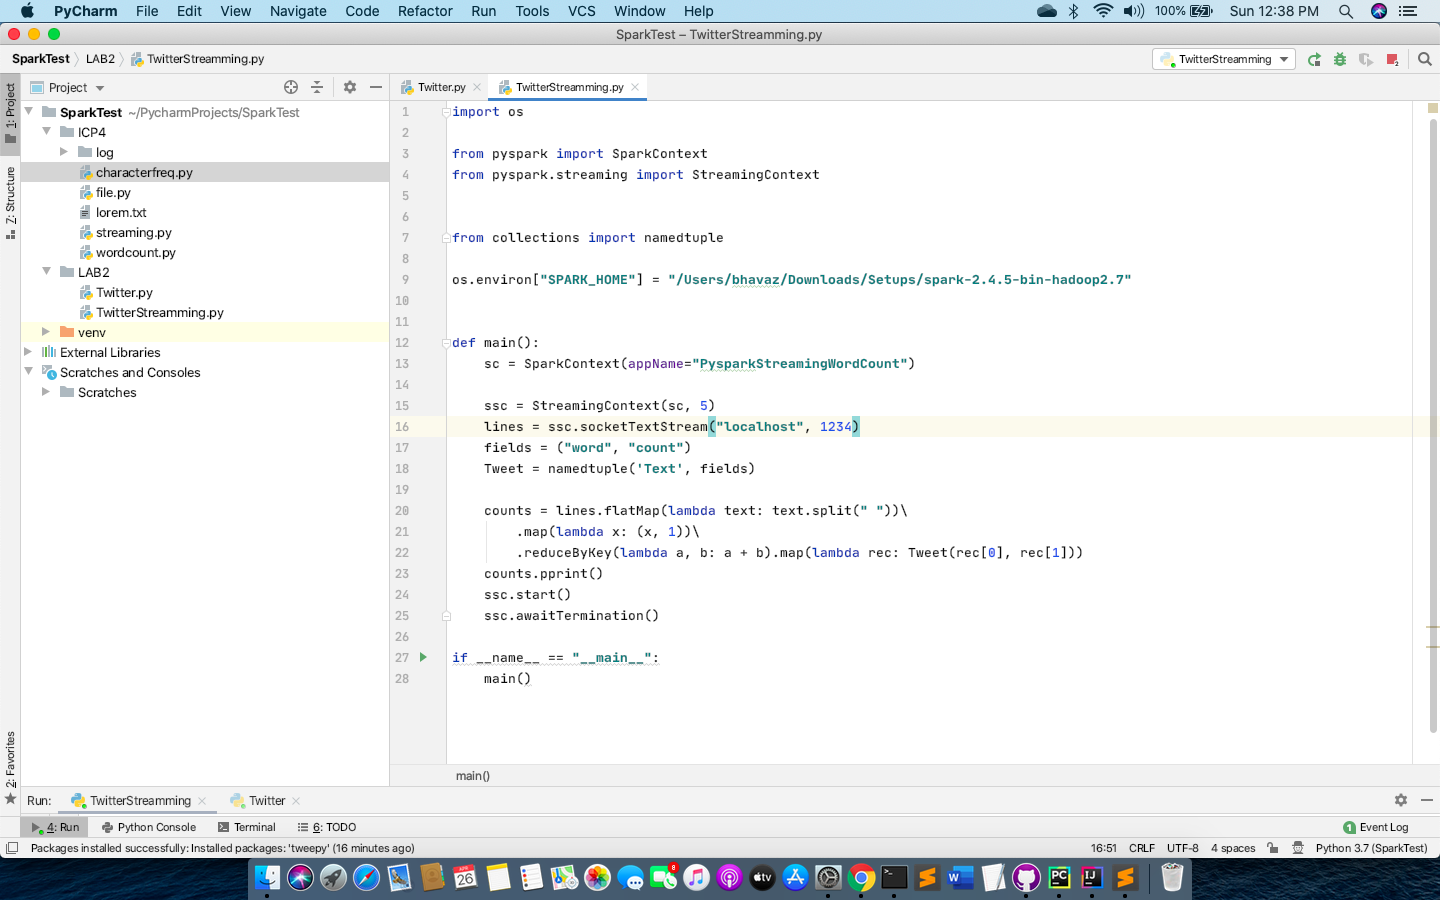 PyCharm File Edit View Navigate Code Refactor Run Tools VCS Window Help 100% Sun 12:38 PM
SparkTest – TwitterStreamming.py
SparkTest LAB2 TwitterStreamming.py TwitterStreamming 2
Project
Twitter.py TwitterStreamming.py
1: Project
7: Structure
2: Favorites
SparkTest ~/PycharmProjects/SparkTest
ICP4
log
characterfreq.py
file.py
lorem.txt
streaming.py
wordcount.py
LAB2
Twitter.py
TwitterStreamming.py
venv
External Libraries
Scratches and Consoles
Scratches
1 import os
2
3 from pyspark import SparkContext
4 from pyspark.streaming import StreamingContext
5
6
7 from collections import namedtuple
8
9 os.environ["SPARK_HOME"] = "/Users/bhavaz/Downloads/Setups/spark-2.4.5-bin-hadoop2.7"
10
11
12 def main():
13     sc = SparkContext(appName="PysparkStreamingWordCount")
14
15     ssc = StreamingContext(sc, 5)
16     lines = ssc.socketTextStream("localhost", 1234)
17     fields = ("word", "count")
18     Tweet = namedtuple('Text', fields)
19
20     counts = lines.flatMap(lambda text: text.split(" "))\
21         .map(lambda x: (x, 1))\
22         .reduceByKey(lambda a, b: a + b).map(lambda rec: Tweet(rec[0], rec[1]))
23     counts.pprint()
24     ssc.start()
25     ssc.awaitTermination()
26
27 if __name__ == "__main__":
28     main()
main()
Run: TwitterStreamming Twitter
4: Run Python Console Terminal 6: TODO 1 Event Log
Packages installed successfully: Installed packages: 'tweepy' (16 minutes ago) 16:51 CRLF UTF-8 4 spaces Python 3.7 (SparkTest)
26 8 tv W PC IJ